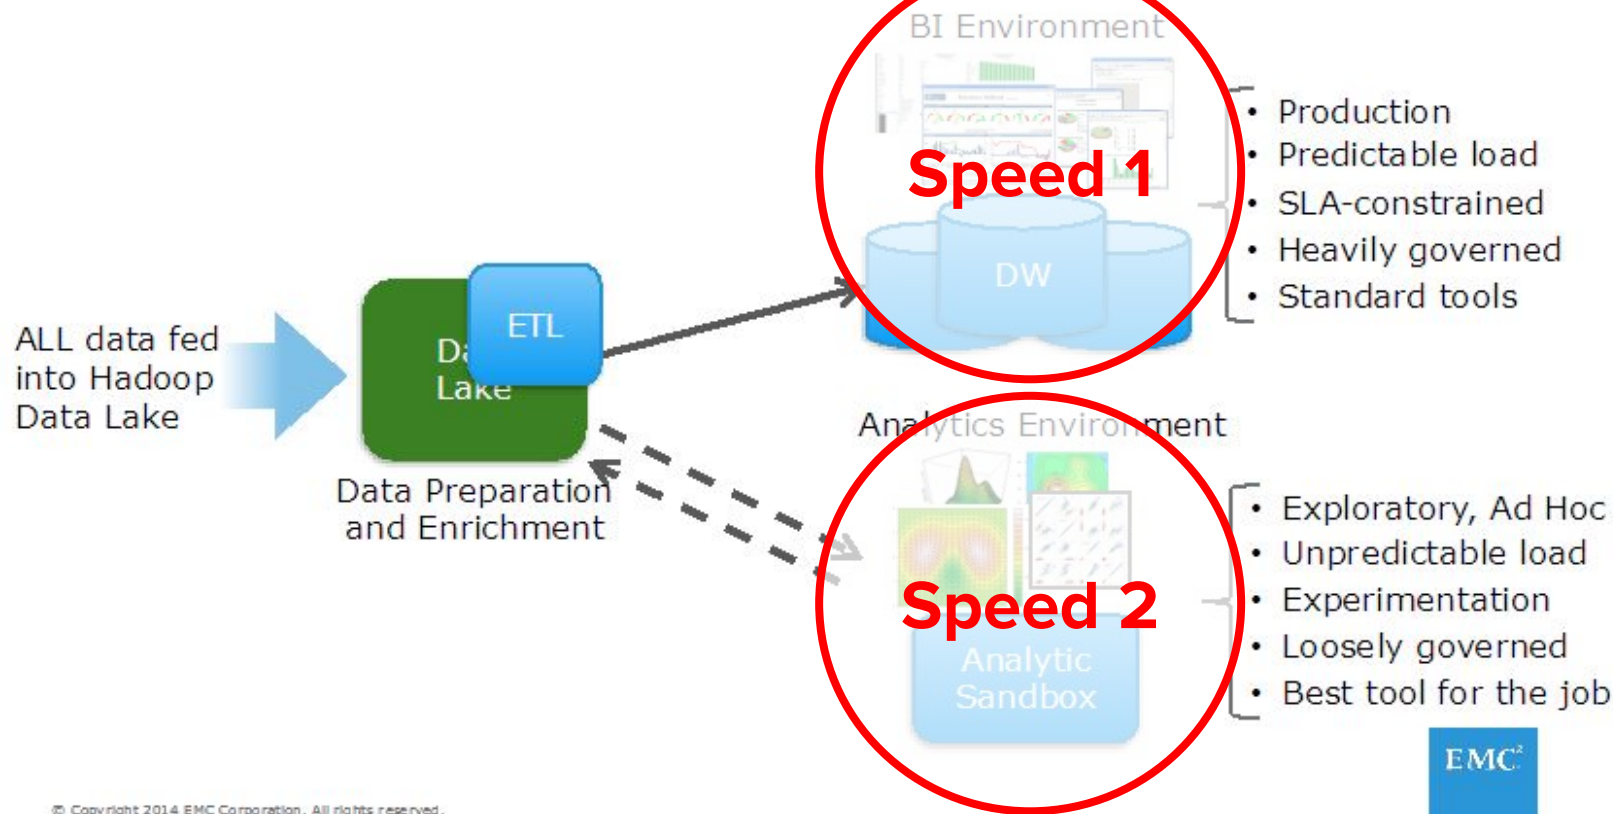 BI Environment
Speed 1
DW
• Production
• Predictable load
• SLA-constrained
• Heavily governed
• Standard tools
ALL data fed
into Hadoop
Data Lake
ETL
Lake
Data Preparation
and Enrichment
Analytics Environment
Speed 2
Analytic
Sandbox
• Exploratory, Ad Hoc
• Unpredictable load
• Experimentation
• Loosely governed
• Best tool for the job
EMC²
© Copyright 2014 EMC Corporation. All rights reserved.